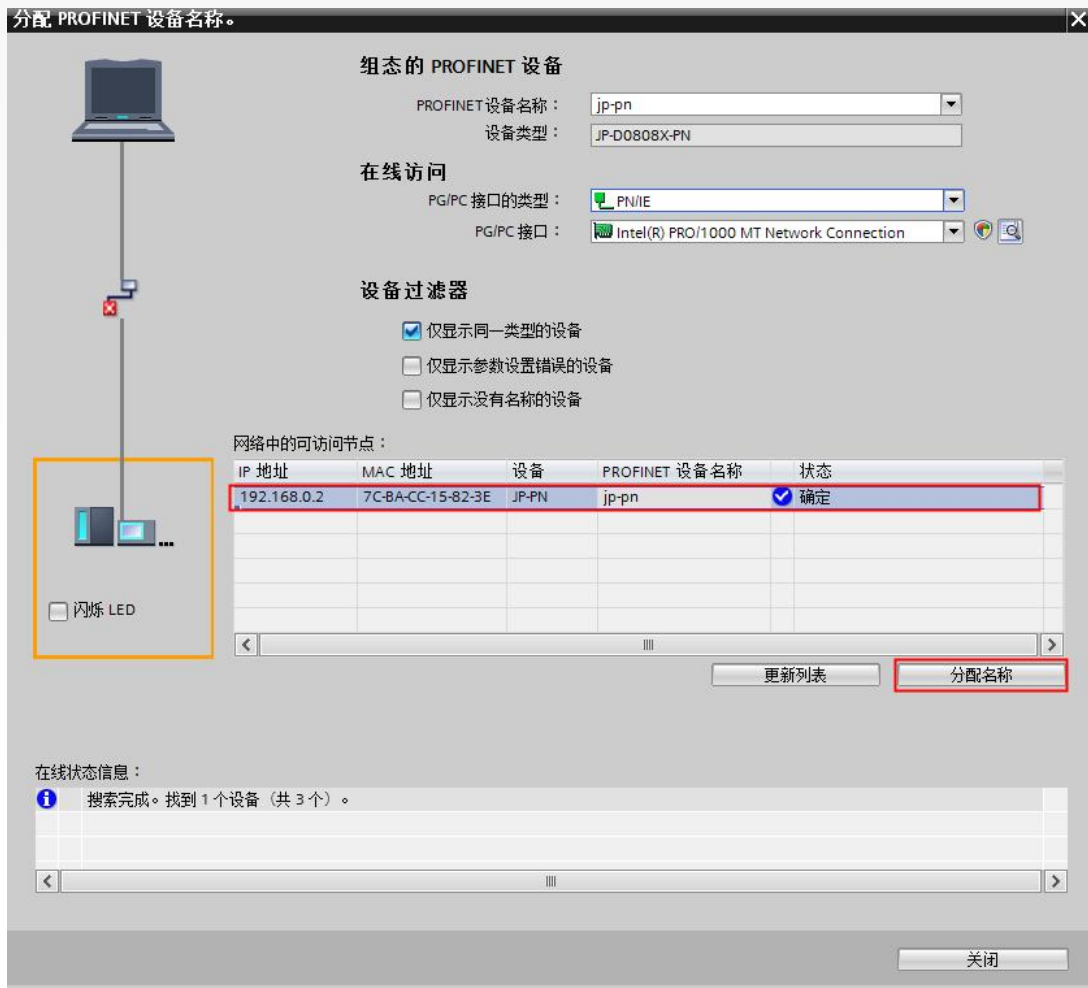 分配 PROFINET 设备名称。
组态的 PROFINET 设备
PROFINET设备名称：
jp-pn
设备类型：
JP-D0808X-PN
在线访问
PG/PC 接口的类型：
PN/IE
PG/PC 接口：
Intel(R) PRO/1000 MT Network Connection
设备过滤器
仅显示同一类型的设备
仅显示参数设置错误的设备
仅显示没有名称的设备
网络中的可访问节点：
IP 地址 MAC 地址 设备 PROFINET 设备名称 状态
192.168.0.2 7C-BA-CC-15-82-3E JP-PN jp-pn 确定
...
闪烁 LED
更新列表 分配名称
在线状态信息：
搜索完成。找到 1 个设备（共 3 个）。
关闭